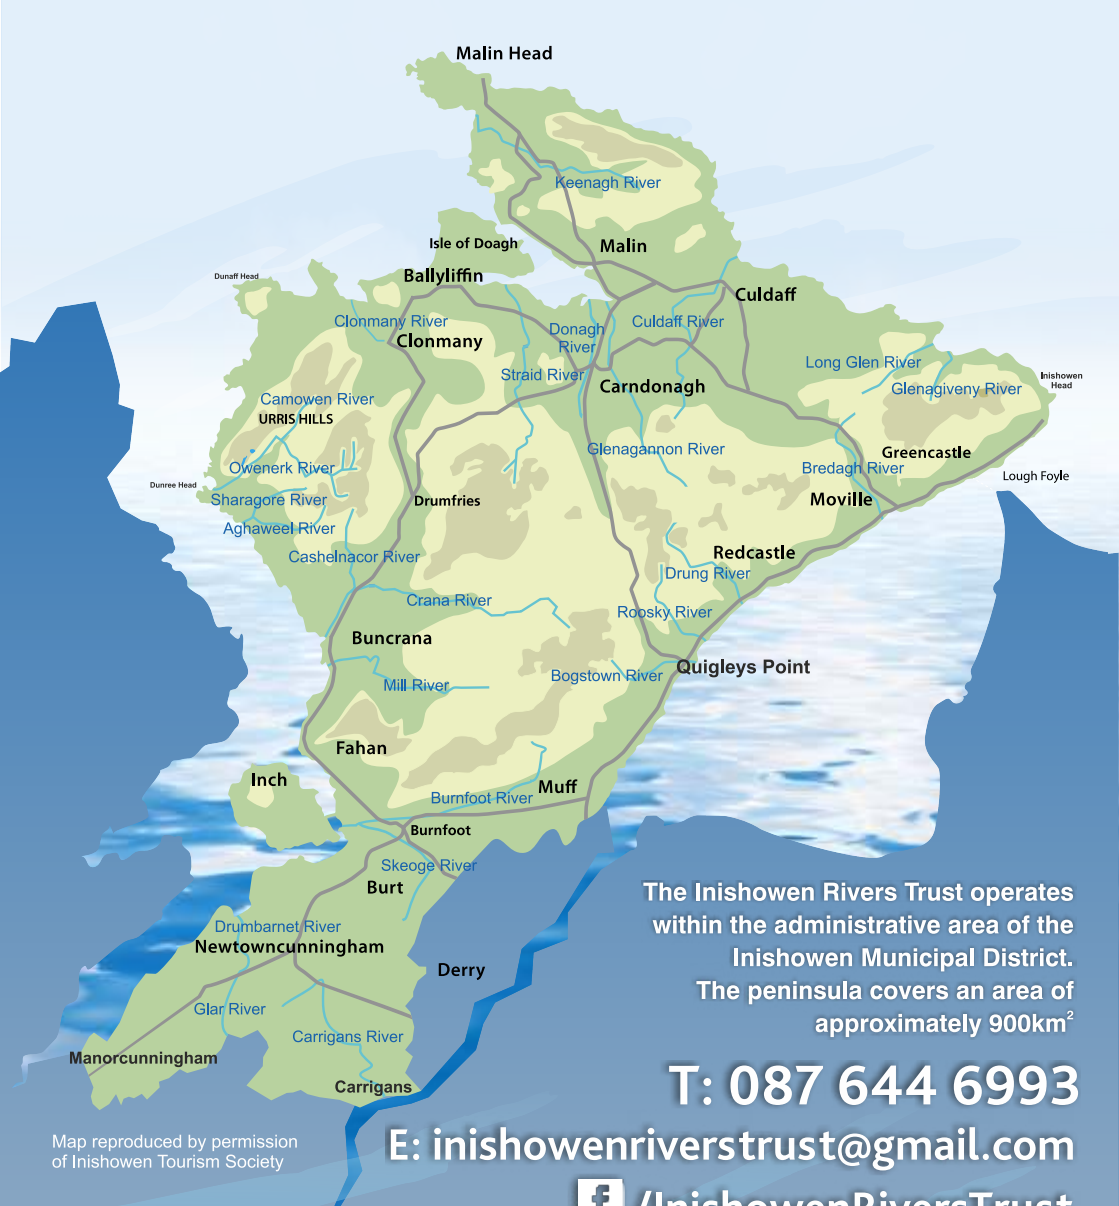 Malin Head
Keenagh River
Isle of Doagh
Malin
Dunaff Head
Ballyliffin
Culdaff
Clonmany River
Donagh
River
Culdaff River
Clonmany
Long Glen River
Straid River
Inishowen
Head
Carndonagh
Glenagiveny River
Camowen River
URRIS HILLS
Glenagannon River
Greencastle
Owenerk River
Bredagh River
Lough Foyle
Dunree Head
Sharagore River
Drumfries
Moville
Aghaweel River
Cashelnacor River
Redcastle
Drung River
Crana River
Roosky River
Buncrana
Quigleys Point
Bogstown River
Mill River
Fahan
Inch
Muff
Burnfoot River
Burnfoot
Skeoge River
Burt
Drumbarnet River
Newtowncunningham
Derry
Glar River
Carrigans River
Manorcunningham
Carrigans
The Inishowen Rivers Trust operates
within the administrative area of the
Inishowen Municipal District.
The peninsula covers an area of
approximately 900km²
T: 087 644 6993
E: inishowenriverstrust@gmail.com
f /InishowenRiversTrust
Map reproduced by permission
of Inishowen Tourism Society